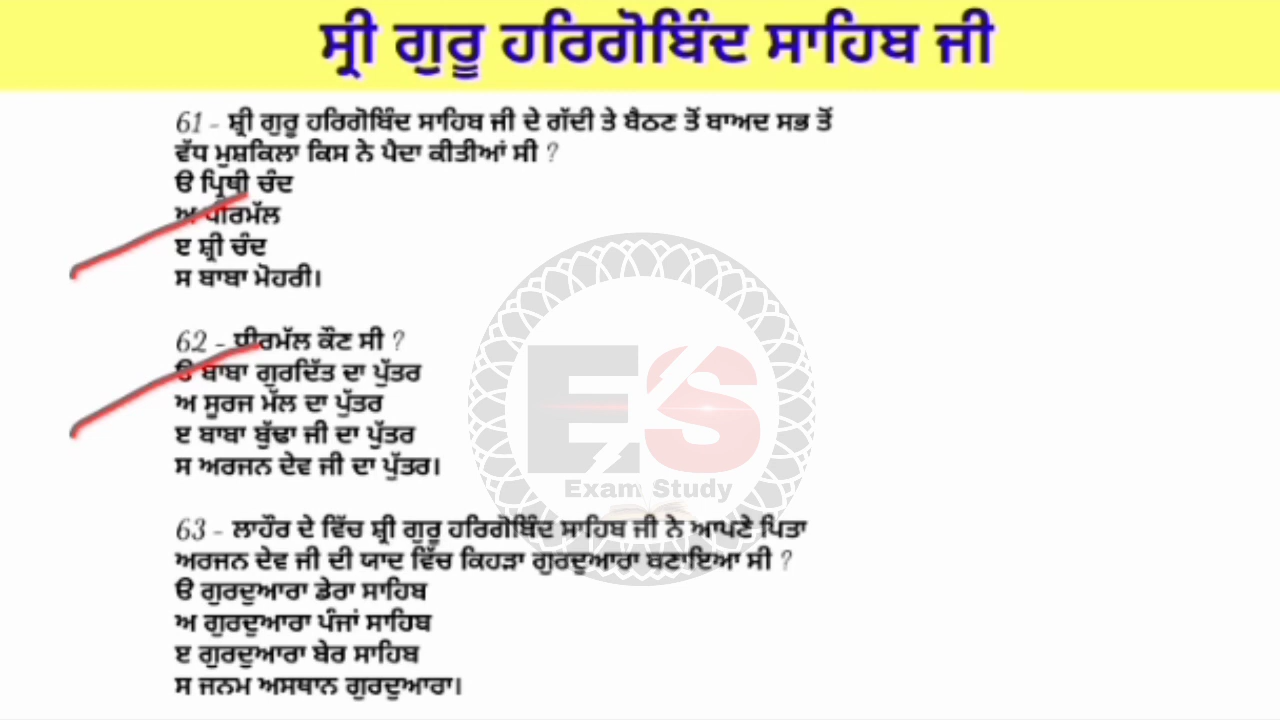 ਸ੍ਰੀ ਗੁਰੂ ਹਰਿਗੋਬਿੰਦ ਸਾਹਿਬ ਜੀ
61 - ਸ਼੍ਰੀ ਗੁਰੂ ਹਰਿਗੋਬਿੰਦ ਸਾਹਿਬ ਜੀ ਦੇ ਗੱਦੀ ਤੇ ਬੈਠਣ ਤੋਂ ਬਾਅਦ ਸਭ ਤੋਂ
ਵੱਧ ਮੁਸ਼ਕਿਲਾ ਕਿਸ ਨੇ ਪੈਦਾ ਕੀਤੀਆਂ ਸੀ ?
ੳ ਪ੍ਰਿਥੀ ਚੰਦ
ਅ ਧੀਰਮੱਲ
ੲ ਸ਼੍ਰੀ ਚੰਦ
ਸ ਬਾਬਾ ਮੋਹਰੀ।
62 - ਧੀਰਮੱਲ ਕੌਣ ਸੀ ?
ੳ ਬਾਬਾ ਗੁਰਦਿੱਤ ਦਾ ਪੁੱਤਰ
ਅ ਸੂਰਜ ਮੱਲ ਦਾ ਪੁੱਤਰ
ੲ ਬਾਬਾ ਬੁੱਢਾ ਜੀ ਦਾ ਪੁੱਤਰ
ਸ ਅਰਜਨ ਦੇਵ ਜੀ ਦਾ ਪੁੱਤਰ।
ES
Exam Study
63 - ਲਾਹੌਰ ਦੇ ਵਿੱਚ ਸ਼੍ਰੀ ਗੁਰੂ ਹਰਿਗੋਬਿੰਦ ਸਾਹਿਬ ਜੀ ਨੇ ਆਪਣੇ ਪਿਤਾ
ਅਰਜਨ ਦੇਵ ਜੀ ਦੀ ਯਾਦ ਵਿੱਚ ਕਿਹੜਾ ਗੁਰਦੁਆਰਾ ਬਣਾਇਆ ਸੀ ?
ੳ ਗੁਰਦੁਆਰਾ ਡੇਰਾ ਸਾਹਿਬ
ਅ ਗੁਰਦੁਆਰਾ ਪੰਜਾਂ ਸਾਹਿਬ
ੲ ਗੁਰਦੁਆਰਾ ਬੇਰ ਸਾਹਿਬ
ਸ ਜਨਮ ਅਸਥਾਨ ਗੁਰਦੁਆਰਾ।